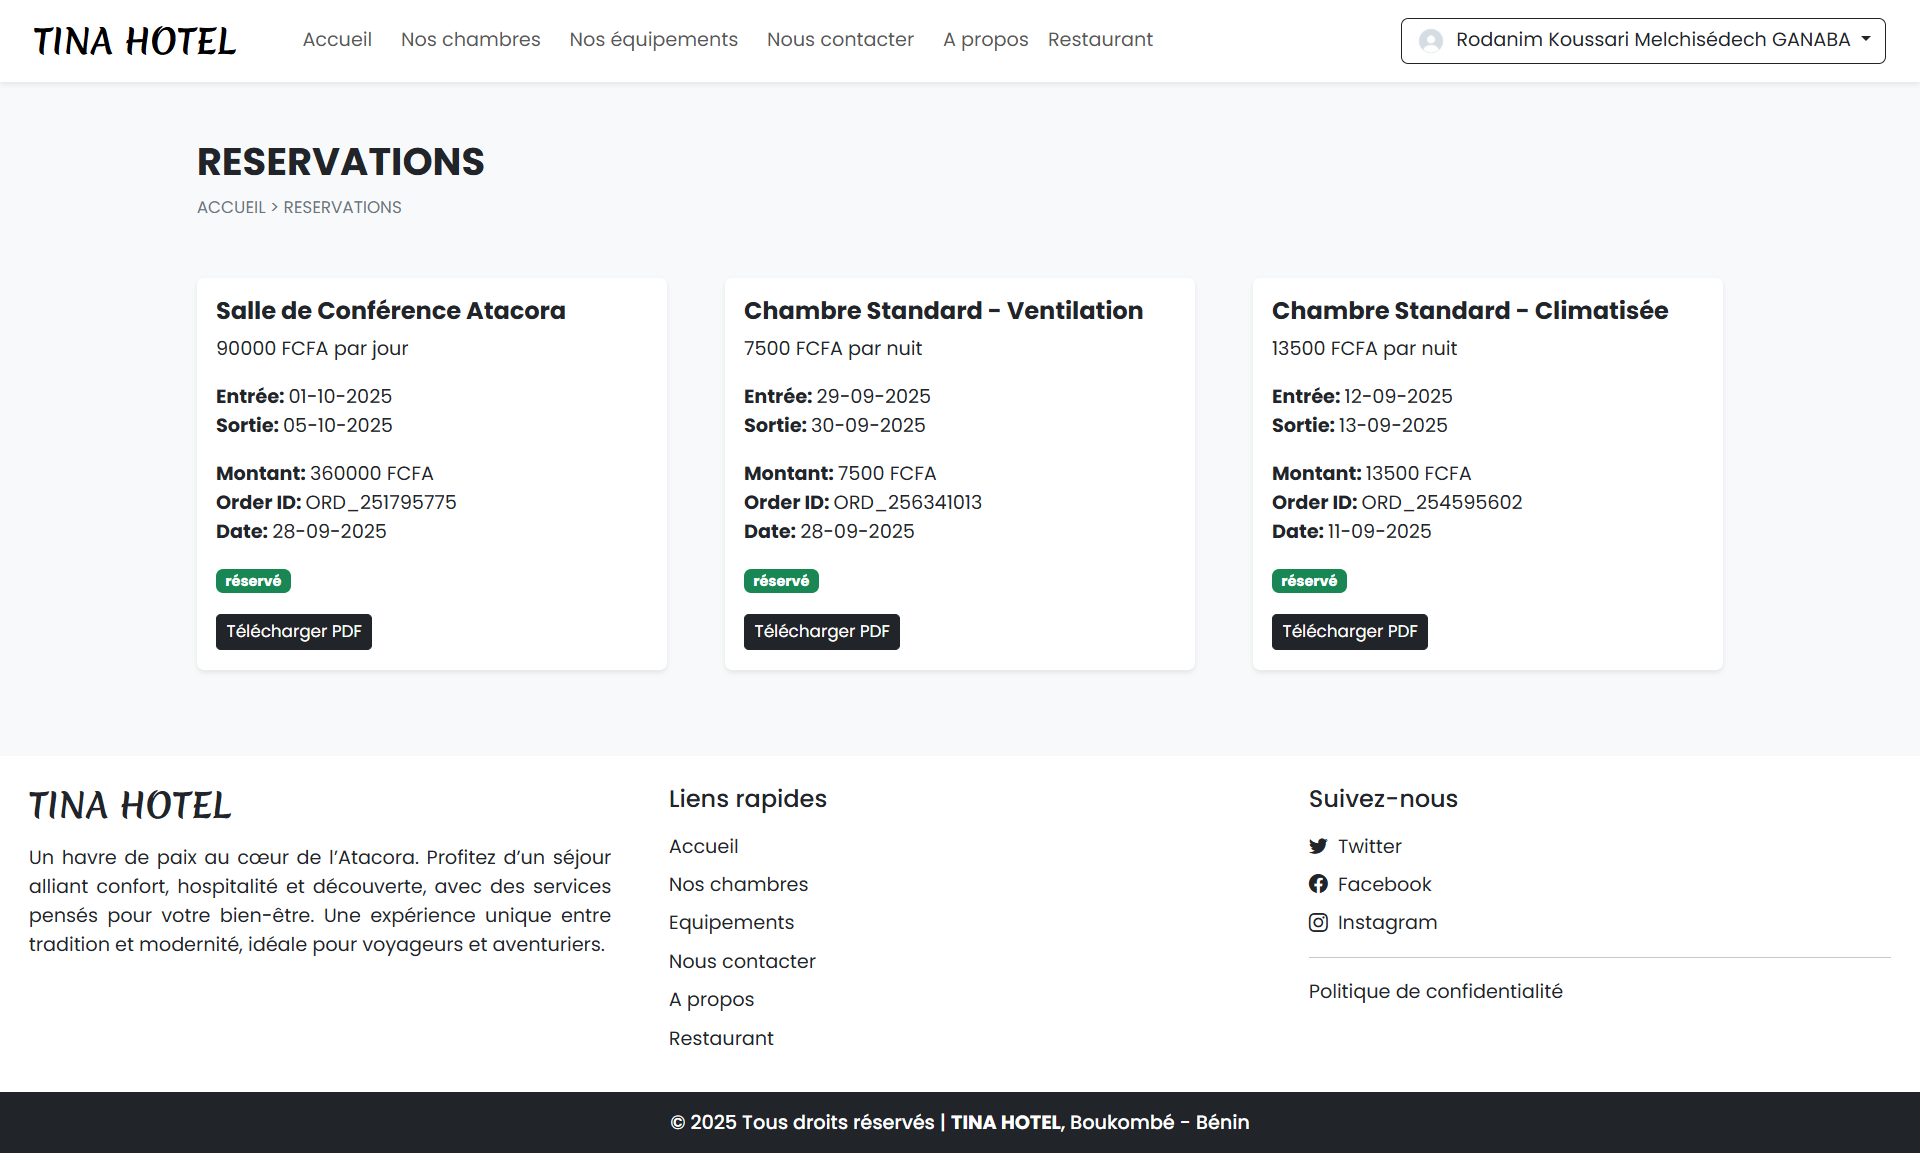 TINA HOTEL
Accueil
Nos chambres
Nos équipements
Nous contacter
A propos
Restaurant
Rodanim Koussari Melchisédech GANABA
RESERVATIONS
ACCUEIL > RESERVATIONS
Salle de Conférence Atacora
90000 FCFA par jour
Entrée: 01-10-2025
Sortie: 05-10-2025
Montant: 360000 FCFA
Order ID: ORD_251795775
Date: 28-09-2025
réservé
Télécharger PDF
Chambre Standard - Ventilation
7500 FCFA par nuit
Entrée: 29-09-2025
Sortie: 30-09-2025
Montant: 7500 FCFA
Order ID: ORD_256341013
Date: 28-09-2025
réservé
Télécharger PDF
Chambre Standard - Climatisée
13500 FCFA par nuit
Entrée: 12-09-2025
Sortie: 13-09-2025
Montant: 13500 FCFA
Order ID: ORD_254595602
Date: 11-09-2025
réservé
Télécharger PDF
TINA HOTEL
Un havre de paix au cœur de l’Atacora. Profitez d’un séjour
alliant confort, hospitalité et découverte, avec des services
pensés pour votre bien-être. Une expérience unique entre
tradition et modernité, idéale pour voyageurs et aventuriers.
Liens rapides
Accueil
Nos chambres
Equipements
Nous contacter
A propos
Restaurant
Suivez-nous
Twitter
Facebook
Instagram
Politique de confidentialité
© 2025 Tous droits réservés | TINA HOTEL, Boukombé - Bénin